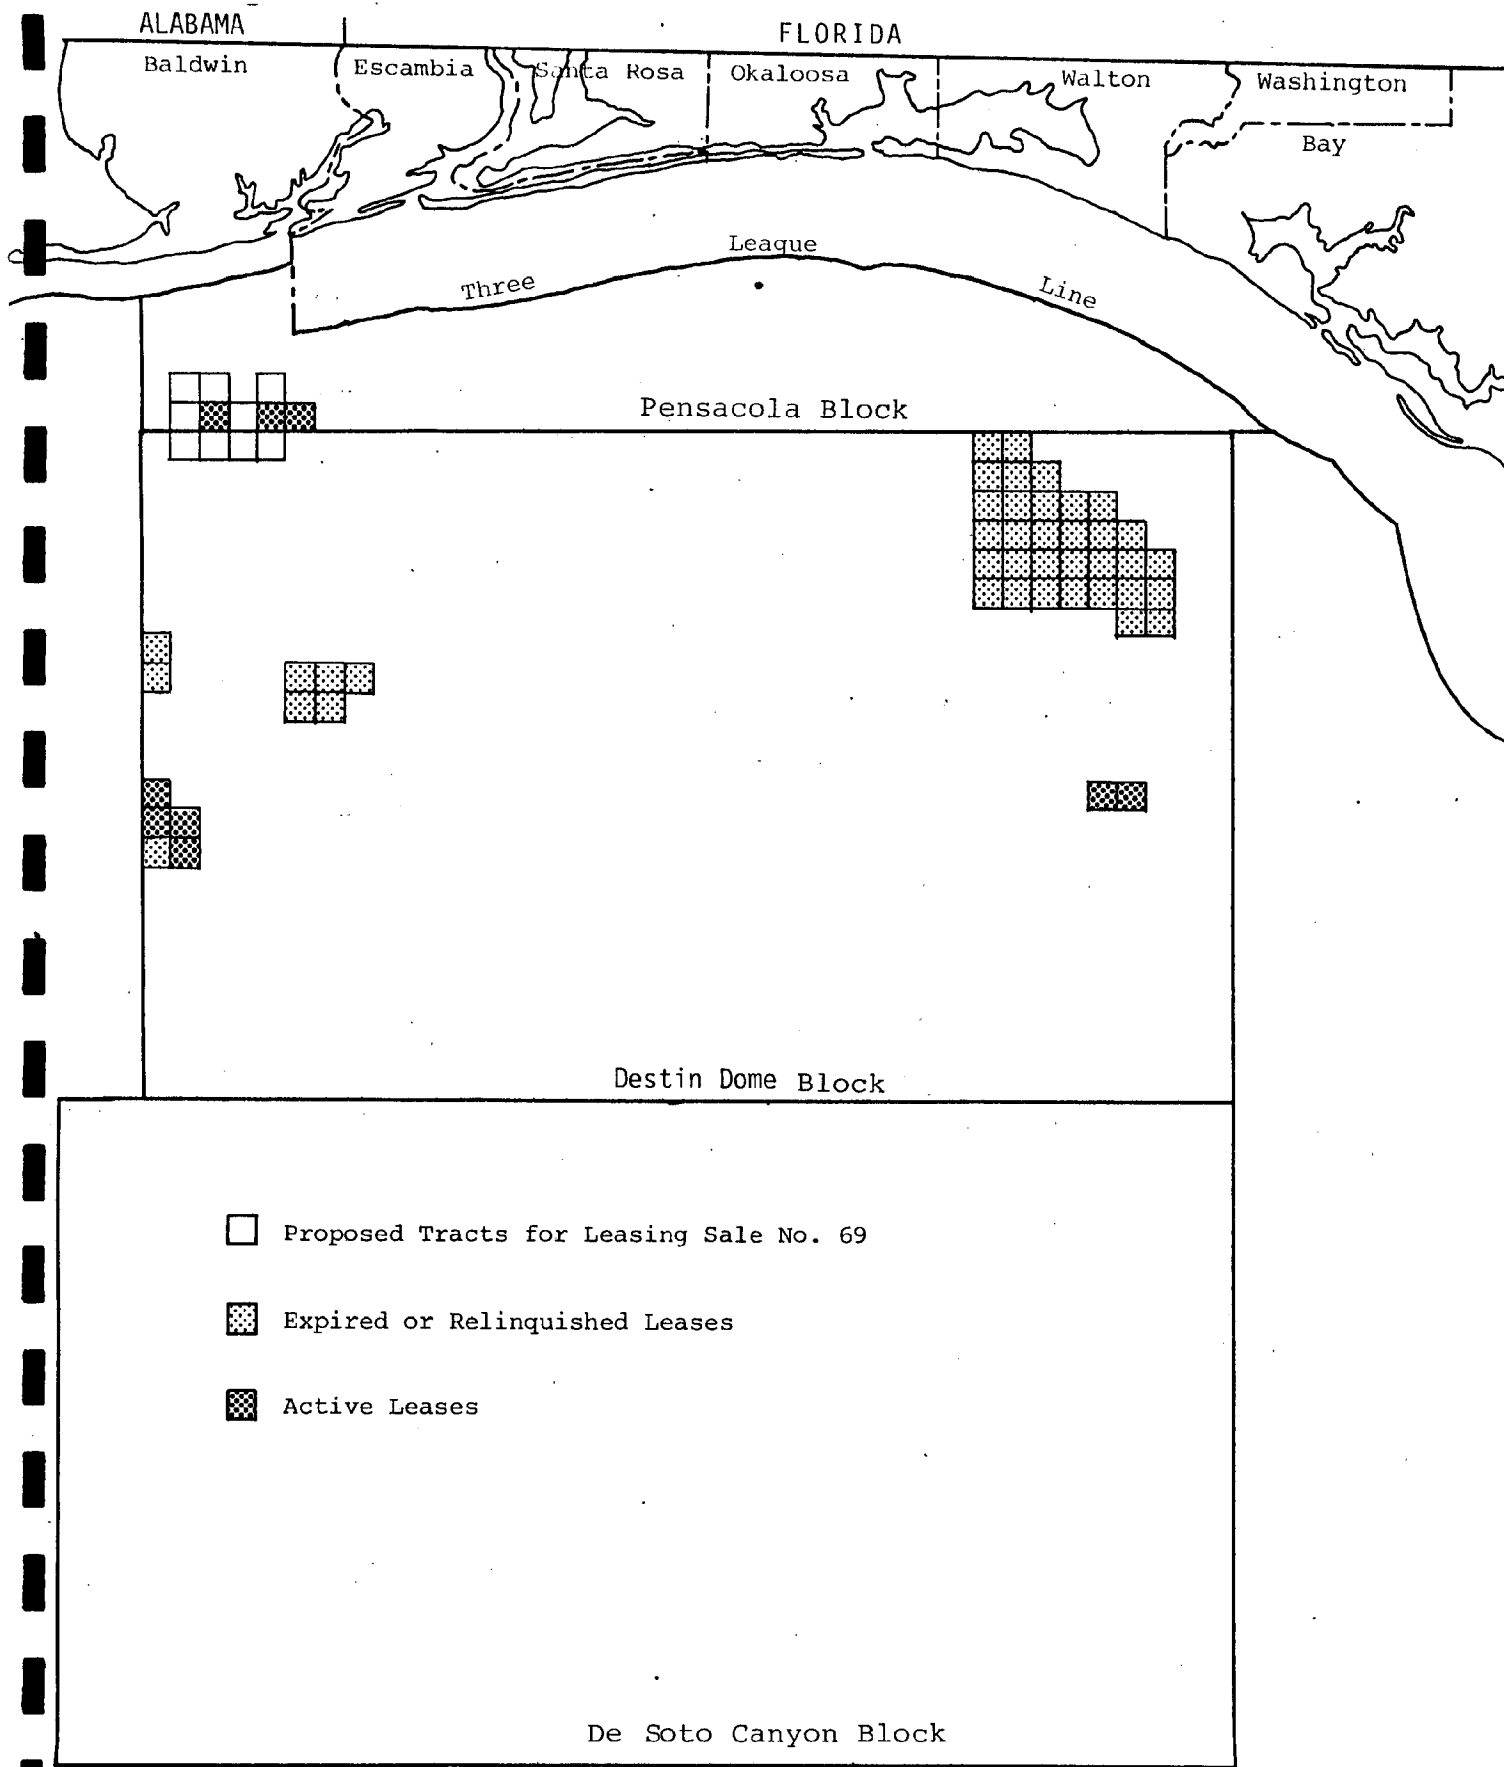 ALABAMA
FLORIDA
Baldwin
Escambia
Santa Rosa
Okaloosa
Walton
Washington
Bay
Three
League
Line
Pensacola Block
Destin Dome Block
Proposed Tracts for Leasing Sale No. 69
Expired or Relinquished Leases
Active Leases
De Soto Canyon Block